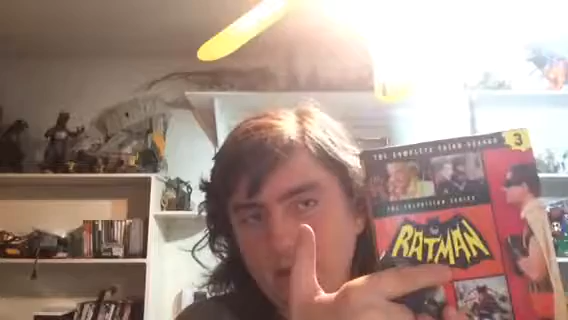 THE COMPLETE THIRD SEASON
3
THE TELEVISION SERIES
BATMAN